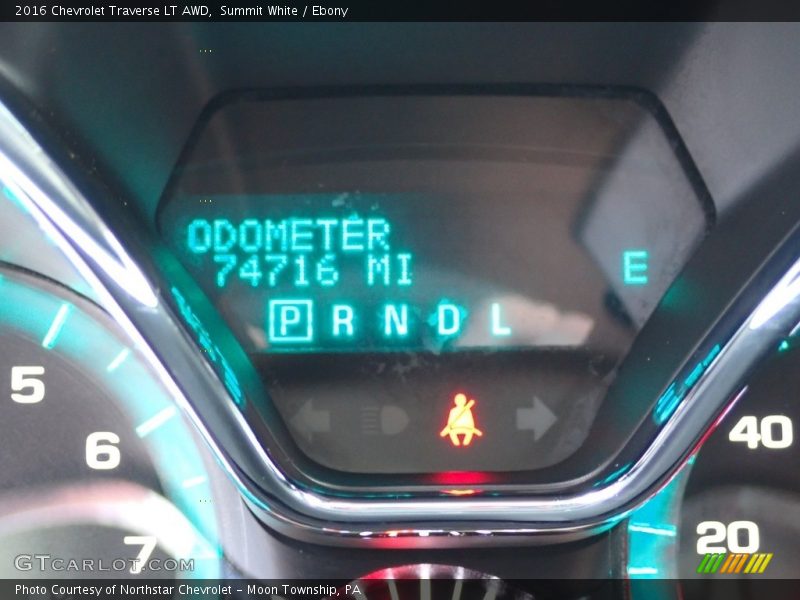 2016 Chevrolet Traverse LT AWD, Summit White / Ebony
ODOMETER
74716 MI
E
P R N D L
5
6
7
40
20
GTCARLOT.COM
Photo Courtesy of Northstar Chevrolet – Moon Township, PA